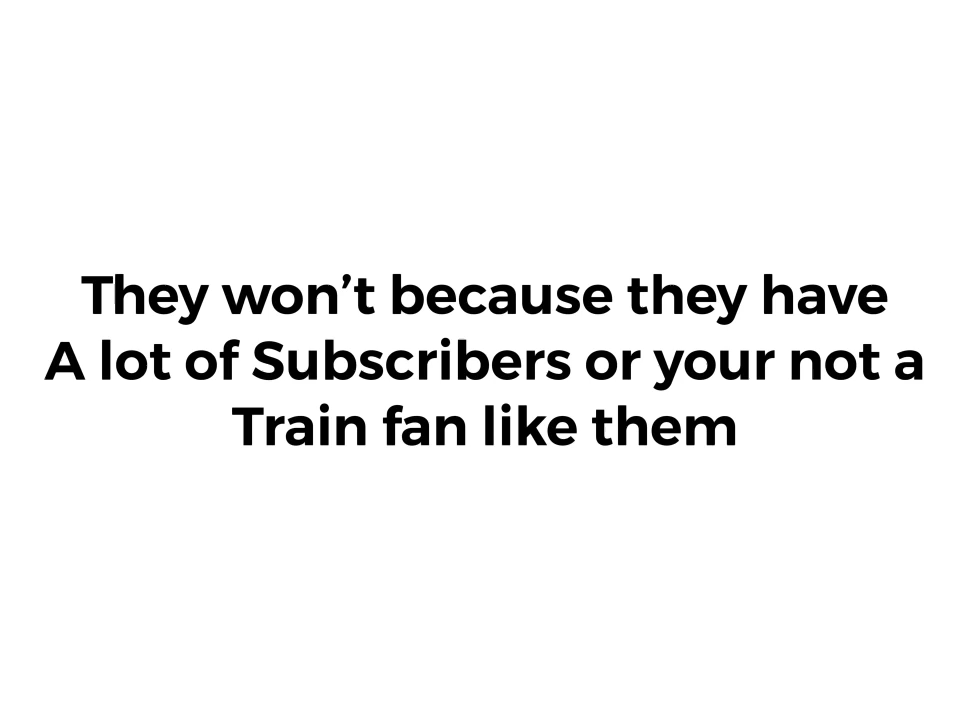 They won’t because they have
A lot of Subscribers or your not a
Train fan like them